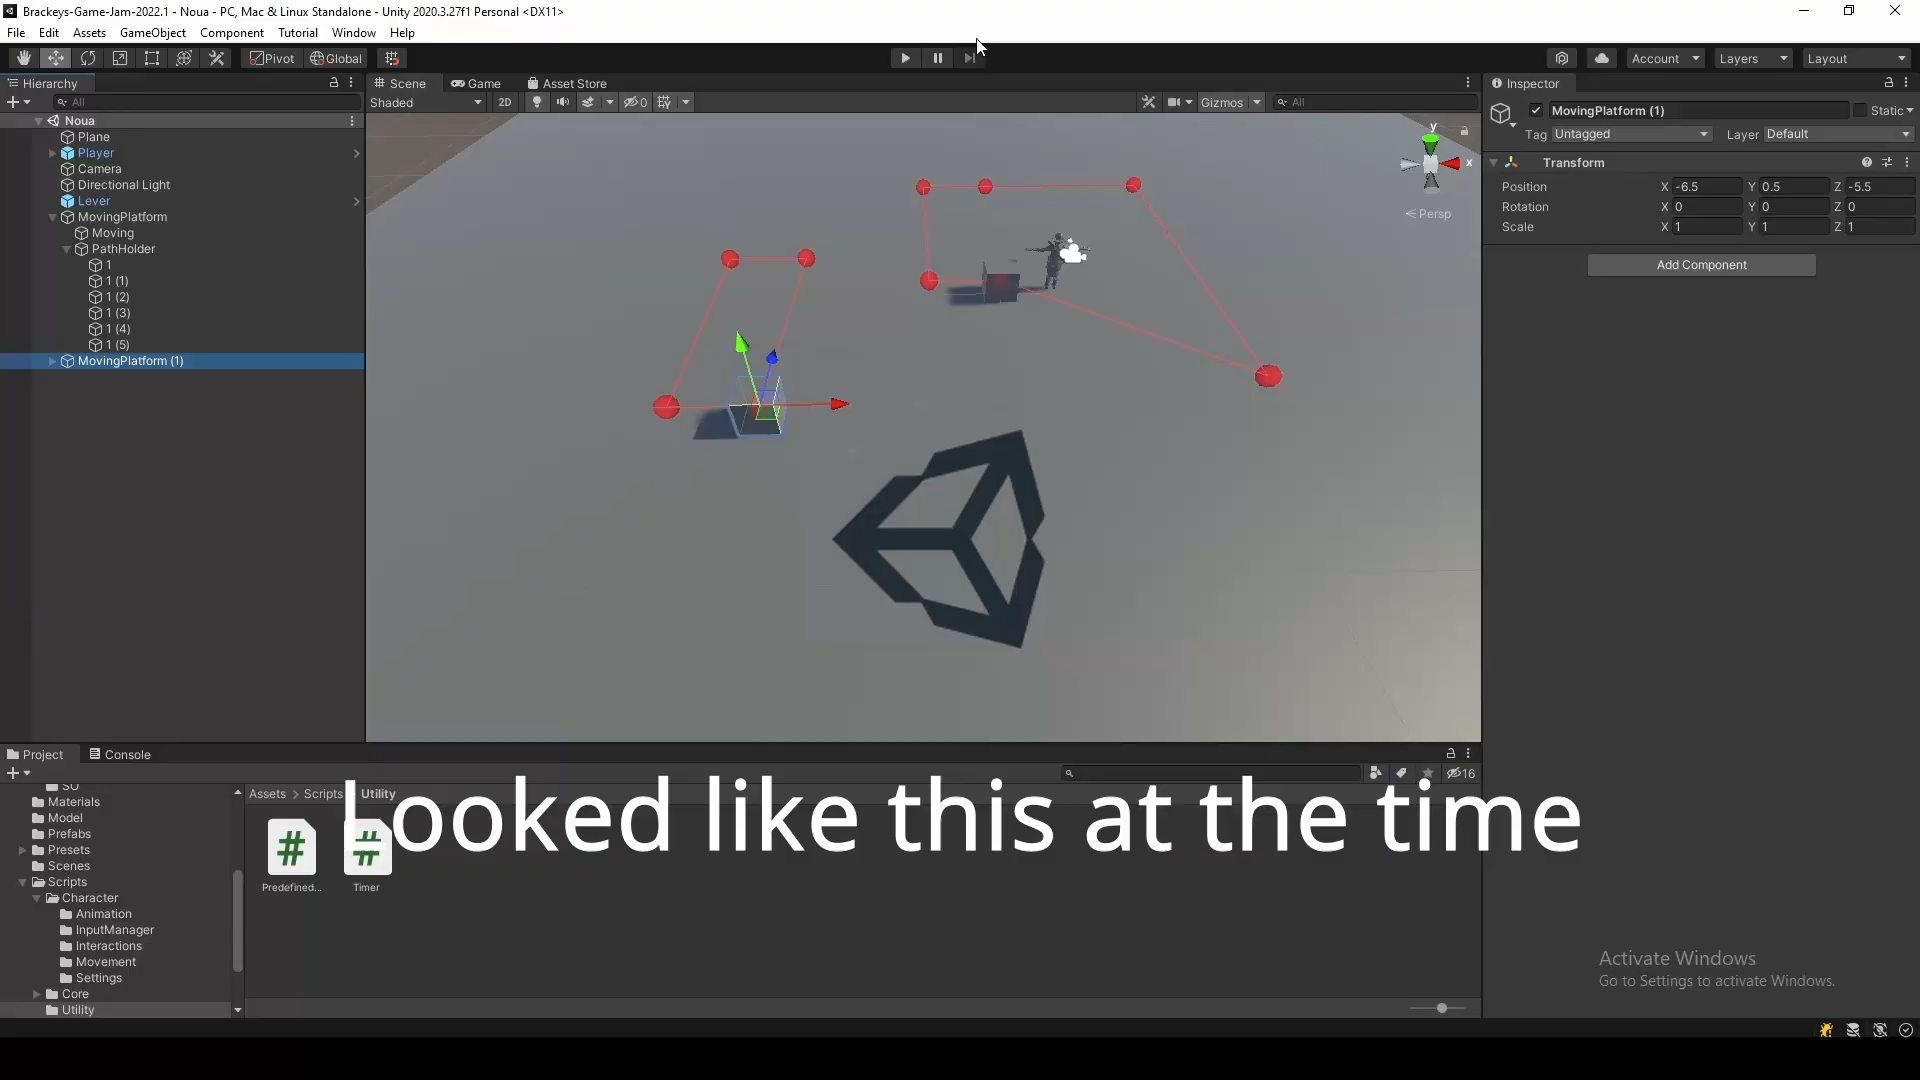 Brackeys-Game-Jam-2022.1 - Noua - PC, Mac & Linux Standalone - Unity 2020.3.27f1 Personal <DX11>
File Edit Assets GameObject Component Tutorial Window Help
Pivot Global Account Layers Layout
Hierarchy
All
Noua
Plane
Player
Camera
Directional Light
Lever
MovingPlatform
Moving
PathHolder
1
1 (1)
1 (2)
1 (3)
1 (4)
1 (5)
MovingPlatform (1)
Scene Game Asset Store
Shaded 2D 0 Gizmos All
y
x
Persp
Inspector
MovingPlatform (1) Static
Tag Untagged Layer Default
Transform
Position X -6.5 Y 0.5 Z -5.5
Rotation X 0 Y 0 Z 0
Scale X 1 Y 1 Z 1
Add Component
Project Console
16
SO
Materials
Model
Prefabs
Presets
Scenes
Scripts
Character
Animation
InputManager
Interactions
Movement
Settings
Core
Utility
Assets > Scripts > Utility
Predefined...
Timer
Looked like this at the time
Activate Windows
Go to Settings to activate Windows.